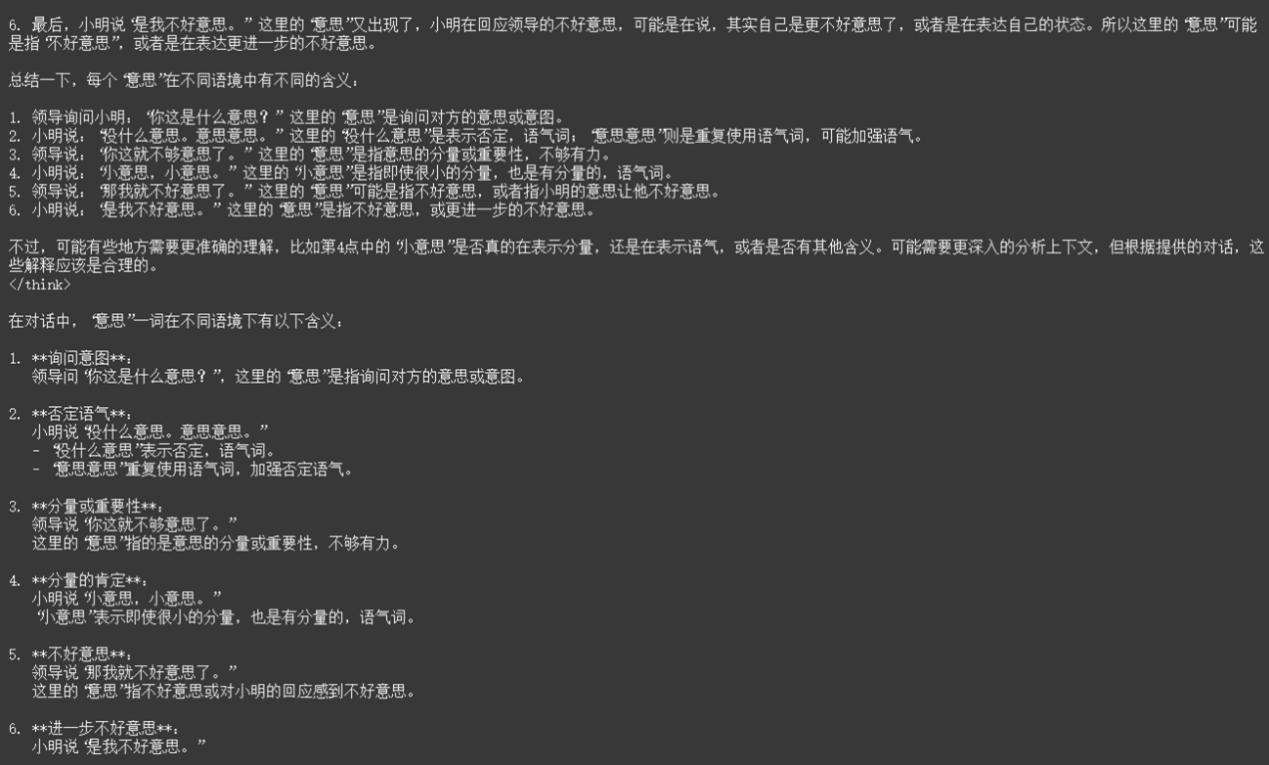 6. 最后，小明说“是我不好意思。”这里的“意思”又出现了，小明在回应领导的不好意思，可能是在说，其实自己是更不好意思了，或者是在表达自己的状态。所以这里的“意思”可能
是指“不好意思”，或者是在表达更进一步的不好意思。
总结一下，每个“意思”在不同语境中有不同的含义：
1. 领导询问小明：“你这是什么意思？”这里的“意思”是询问对方的意思或意图。
2. 小明说：“没什么意思。意思意思。”这里的“没什么意思”是表示否定，语气词；“意思意思”则是重复使用语气词，可能加强语气。
3. 领导说：“你这就不够意思了。”这里的“意思”是指意思的分量或重要性，不够有力。
4. 小明说：“小意思，小意思。”这里的“小意思”是指即使很小的分量，也是有分量的，语气词。
5. 领导说：“那我就不好意思了。”这里的“意思”可能是指不好意思，或者指小明的意思让他不好意思。
6. 小明说：“是我不好意思。”这里的“意思”是指不好意思，或更进一步的不好意思。
不过，可能有些地方需要更准确的理解，比如第4点中的“小意思”是否真的在表示分量，还是在表示语气，或者是否有其他含义。可能需要更深入的分析上下文，但根据提供的对话，这
些解释应该是合理的。
</think>
在对话中，“意思”一词在不同语境下有以下含义：
1. **询问意图**：
领导问“你这是什么意思？”，这里的“意思”是指询问对方的意思或意图。
2. **否定语气**：
小明说“没什么意思。意思意思。”
- “没什么意思”表示否定，语气词。
- “意思意思”重复使用语气词，加强否定语气。
3. **分量或重要性**：
领导说“你这就不够意思了。”
这里的“意思”指的是意思的分量或重要性，不够有力。
4. **分量的肯定**：
小明说“小意思，小意思。”
“小意思”表示即使很小的分量，也是有分量的，语气词。
5. **不好意思**：
领导说“那我就不好意思了。”
这里的“意思”指不好意思或对小明的回应感到不好意思。
6. **进一步不好意思**：
小明说“是我不好意思。”